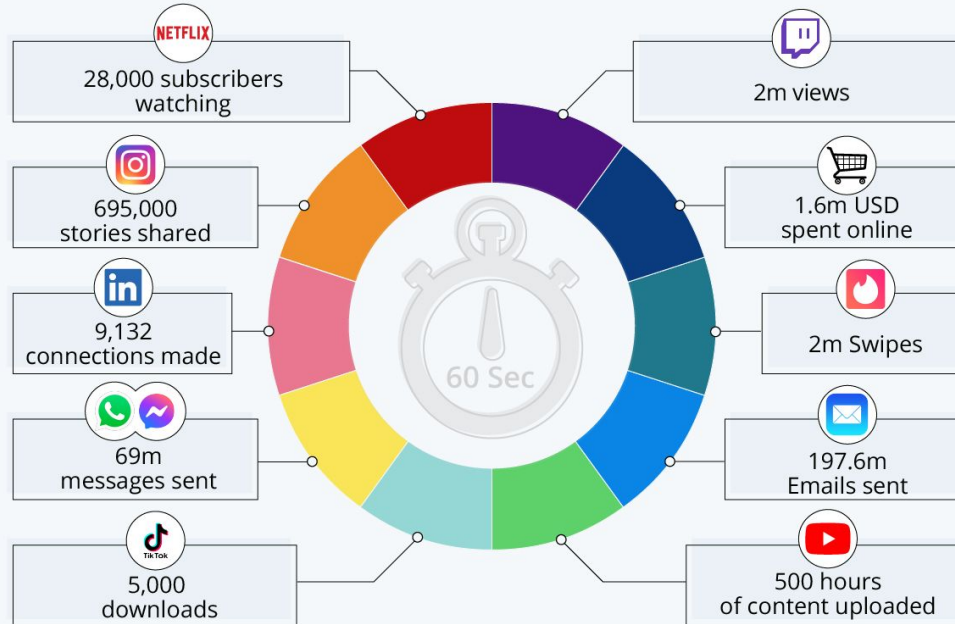 NETFLIX
28,000 subscribers
watching
2m views
695,000
stories shared
1.6m USD
spent online
in
9,132
connections made
2m Swipes
60 Sec
69m
messages sent
197.6m
Emails sent
TikTok
5,000
downloads
500 hours
of content uploaded